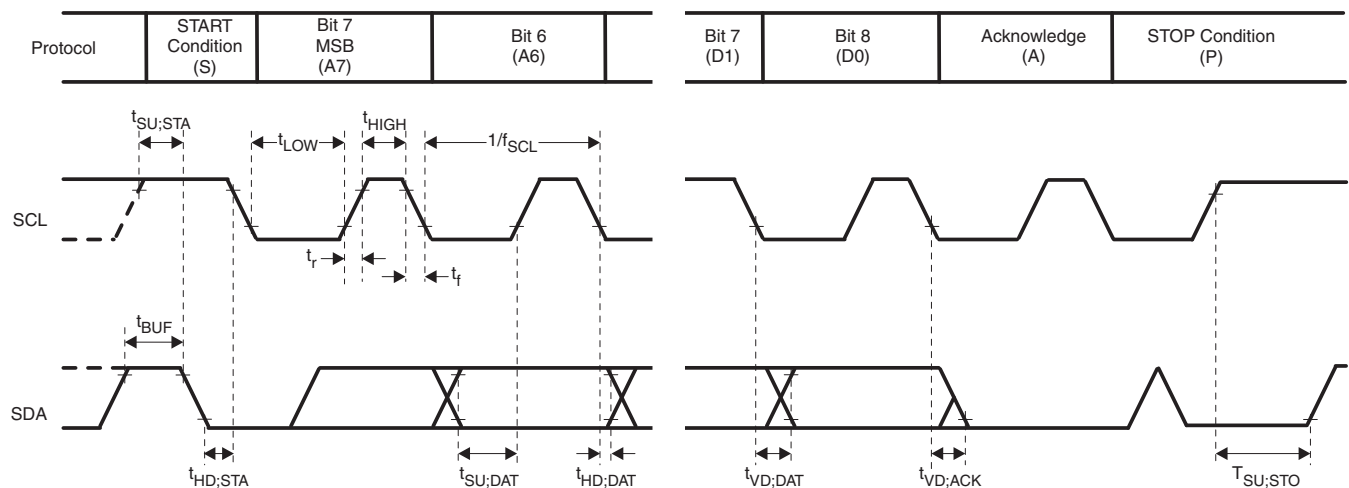 Protocol
START
Condition
(S)
Bit 7
MSB
(A7)
Bit 6
(A6)
Bit 7
(D1)
Bit 8
(D0)
Acknowledge
(A)
STOP Condition
(P)
tSU;STA
tLOW
tHIGH
1/fSCL
SCL
tr
tf
tBUF
SDA
tHD;STA
tSU;DAT
tHD;DAT
tVD;DAT
tVD;ACK
TSU;STO